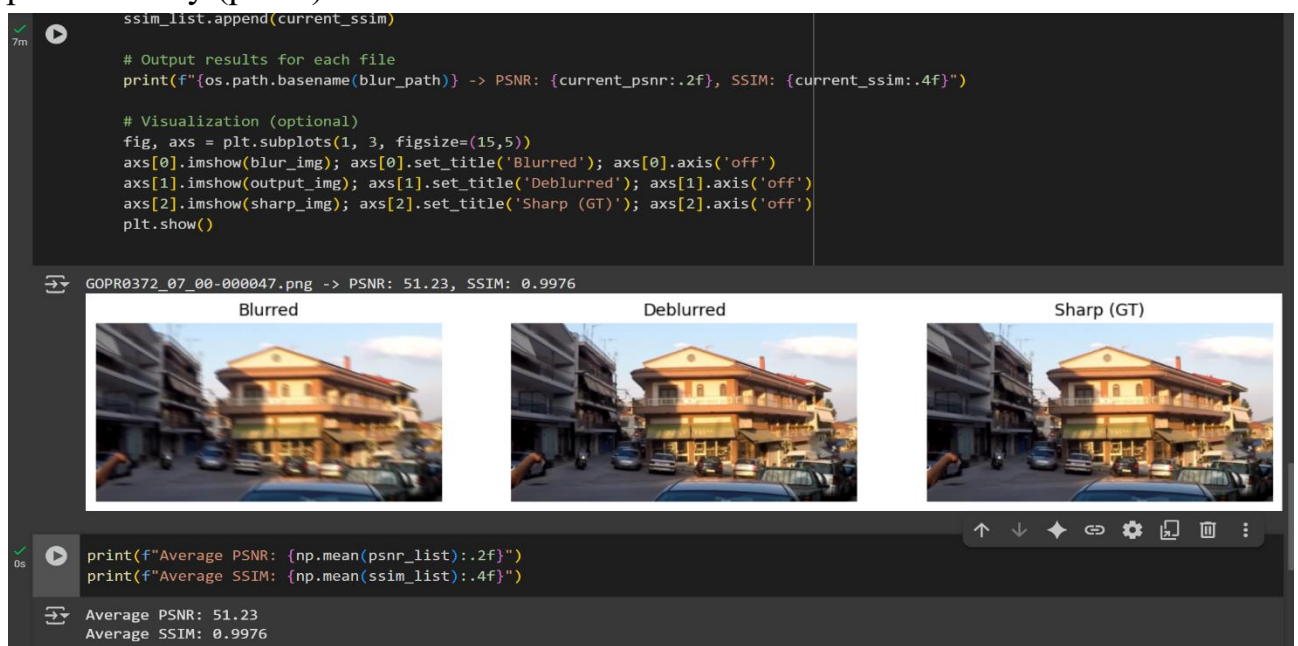 ssim_list.append(current_ssim)
7m
# Output results for each file
print(f"{os.path.basename(blur_path)} -> PSNR: {current_psnr:.2f}, SSIM: {current_ssim:.4f}")
# Visualization (optional)
fig, axs = plt.subplots(1, 3, figsize=(15,5))
axs[0].imshow(blur_img); axs[0].set_title('Blurred'); axs[0].axis('off')
axs[1].imshow(output_img); axs[1].set_title('Deblurred'); axs[1].axis('off')
axs[2].imshow(sharp_img); axs[2].set_title('Sharp (GT)'); axs[2].axis('off')
plt.show()
GOPR0372_07_00-000047.png -> PSNR: 51.23, SSIM: 0.9976
Blurred Deblurred Sharp (GT)
0s
print(f"Average PSNR: {np.mean(psnr_list):.2f}")
print(f"Average SSIM: {np.mean(ssim_list):.4f}")
Average PSNR: 51.23
Average SSIM: 0.9976